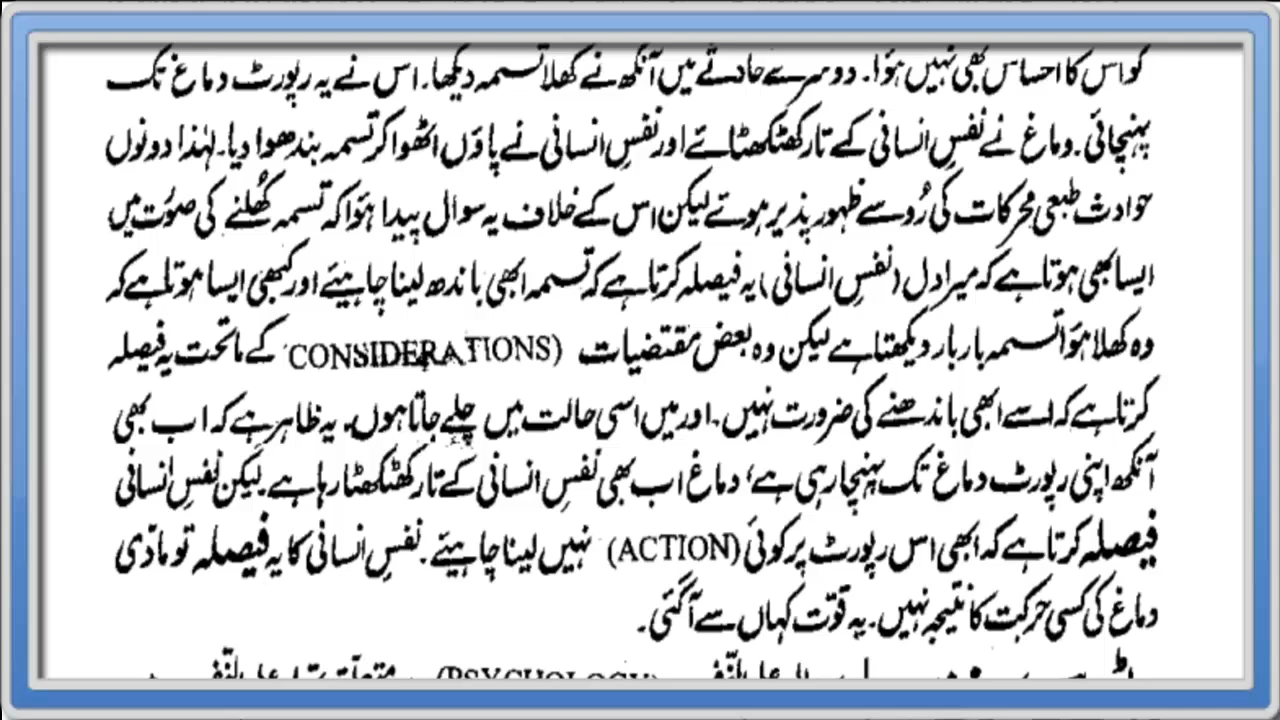 کو اس کا احساس بھی نہیں ہؤا۔ دوسرے حادثے میں آنکھ نے کھلا تسمہ دیکھا۔ اس نے یہ رپورٹ دماغ تک
پہنچائی۔ دماغ نے نفسِ انسانی کے تار کھٹکھٹائے اور نفسِ انسانی نے پاؤں اٹھوا کر تسمہ بندھوا دیا۔ لہٰذا دونوں
حوادث طبعی محرکات کی رُو سے ظہور پذیر ہوئے لیکن اس کے خلاف یہ سوال پیدا ہؤا کہ تسمہ کُھلنے کی صورت میں
ایسا بھی ہوتا ہے کہ میرا دل (نفسِ انسانی) یہ فیصلہ کرتا ہے کہ تسمہ ابھی باندھ لینا چاہیئے اور کبھی ایسا ہوتا ہے کہ
وہ کھلا ہؤا تسمہ بار بار دیکھتا ہے لیکن وہ بعض مقتضیات (CONSIDERATIONS کے ماتحت یہ فیصلہ
کرتا ہے کہ اسے ابھی باندھنے کی ضرورت نہیں۔ اور میں اسی حالت میں چلے جاتا ہوں۔ یہ ظاہر ہے کہ اب بھی
آنکھ اپنی رپورٹ دماغ تک پہنچا رہی ہے، دماغ اب بھی نفسِ انسانی کے تار کھٹکھٹا رہا ہے۔ لیکن نفسِ انسانی
فیصلہ کرتا ہے کہ ابھی اس رپورٹ پر کوئی (ACTION) نہیں لینا چاہیئے۔ نفسِ انسانی کا یہ فیصلہ تو مادّی
دماغ کی کسی حرکت کا نتیجہ نہیں۔ یہ قوّت کہاں سے آ گئی۔
(PSYCHOLOGY)